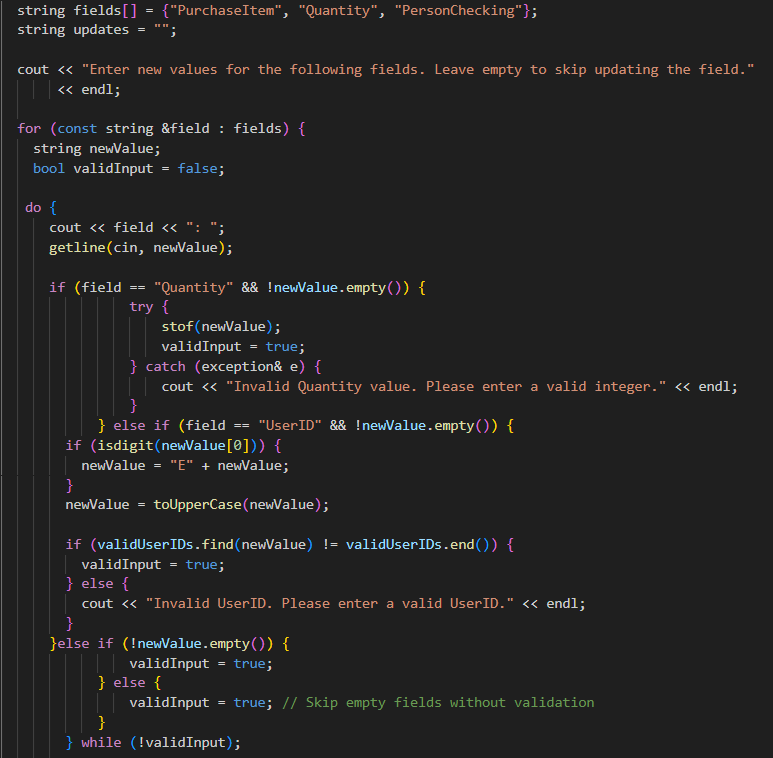 string fields[] = {"PurchaseItem", "Quantity", "PersonChecking"};
string updates = "";
cout << "Enter new values for the following fields. Leave empty to skip updating the field."
<< endl;
for (const string &field : fields) {
string newValue;
bool validInput = false;
do {
cout << field << ": ";
getline(cin, newValue);
if (field == "Quantity" && !newValue.empty()) {
try {
stof(newValue);
validInput = true;
} catch (exception& e) {
cout << "Invalid Quantity value. Please enter a valid integer." << endl;
}
} else if (field == "UserID" && !newValue.empty()) {
if (isdigit(newValue[0])) {
newValue = "E" + newValue;
}
newValue = toUpperCase(newValue);
if (validUserIDs.find(newValue) != validUserIDs.end()) {
validInput = true;
} else {
cout << "Invalid UserID. Please enter a valid UserID." << endl;
}
}else if (!newValue.empty()) {
validInput = true;
} else {
validInput = true; // Skip empty fields without validation
}
} while (!validInput);